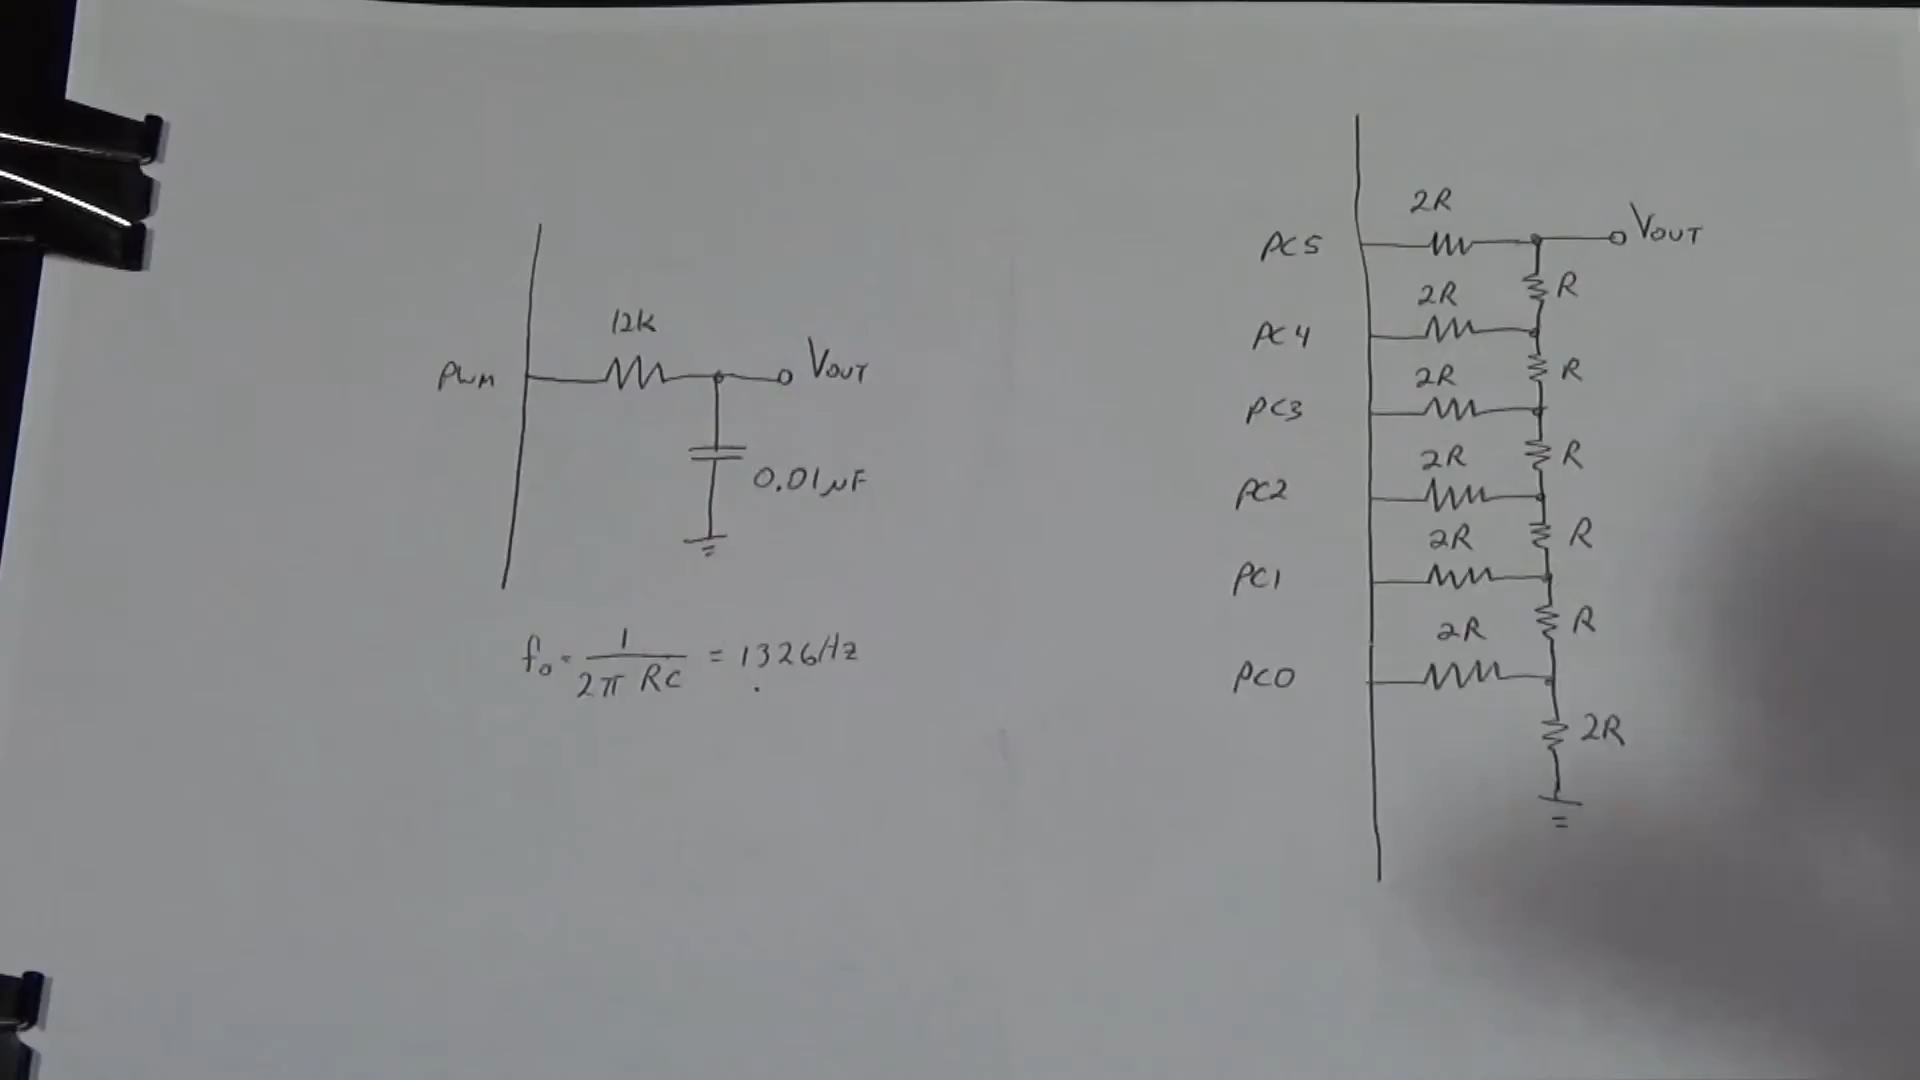 12K
PWM
VOUT
0.01µF
f₀ = 1 / 2π RC = 1326Hz
2R
PC5
VOUT
R
2R
PC4
R
2R
PC3
R
2R
PC2
R
2R
PC1
R
2R
PC0
2R